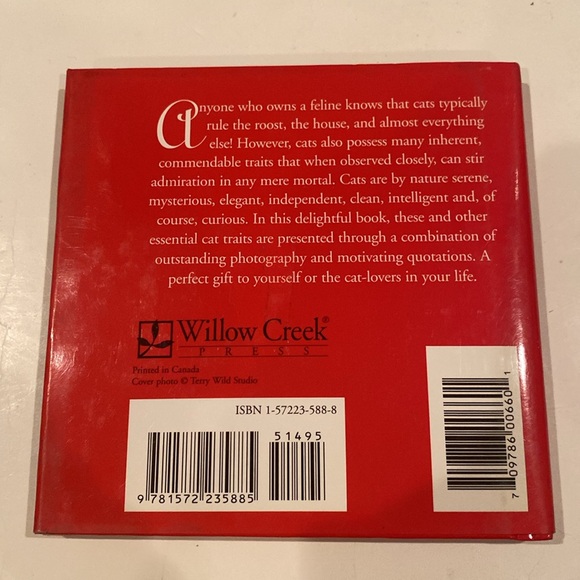 Anyone who owns a feline knows that cats typically
rule the roost, the house, and almost everything
else! However, cats also possess many inherent,
commendable traits that when observed closely, can stir
admiration in any mere mortal. Cats are by nature serene,
mysterious, elegant, independent, clean, intelligent and, of
course, curious. In this delightful book, these and other
essential cat traits are presented through a combination of
outstanding photography and motivating quotations. A
perfect gift to yourself or the cat-lovers in your life.
Willow Creek®
PRESS
Printed in Canada
Cover photo © Terry Wild Studio
ISBN 1-57223-588-8
51495
9 781572 235885
7 09786 00660 1